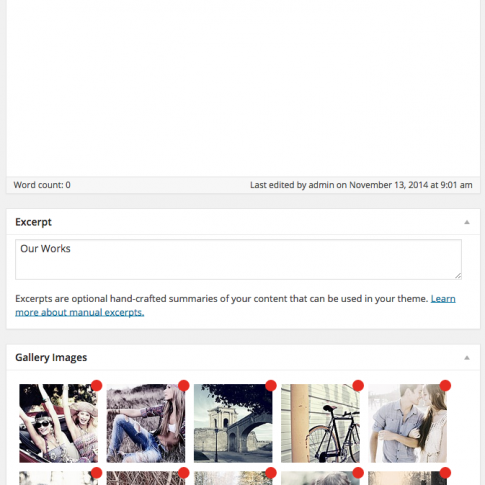 Word count: 0
Last edited by admin on November 13, 2014 at 9:01 am
Excerpt
Our Works
Excerpts are optional hand-crafted summaries of your content that can be used in your theme. Learn
more about manual excerpts.
Gallery Images